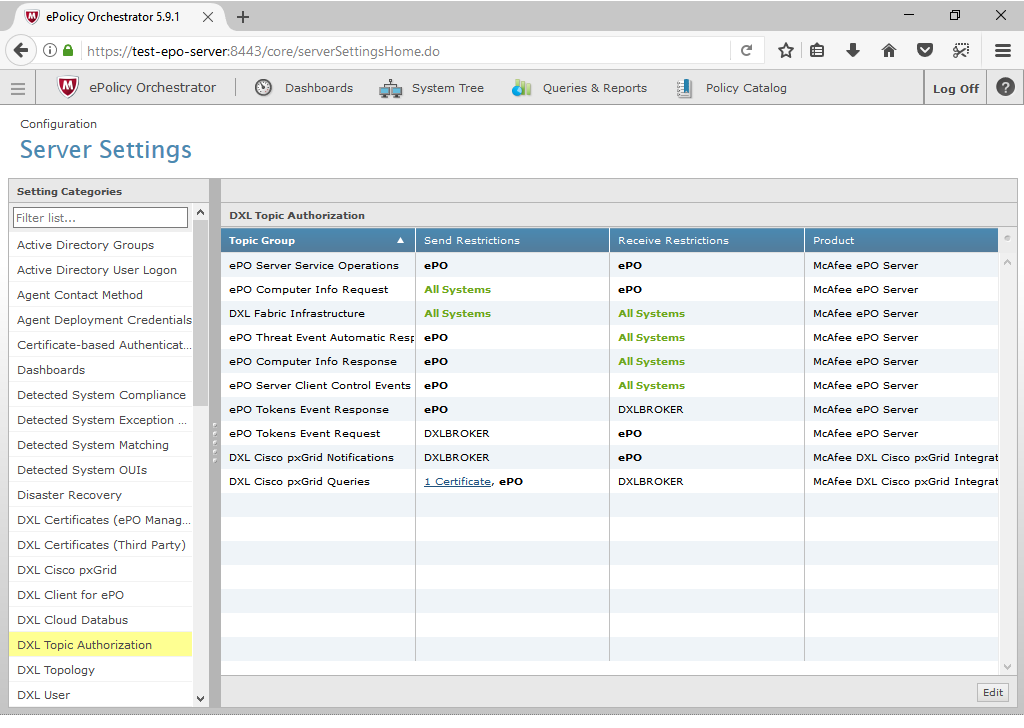 ePolicy Orchestrator 5.9.1
https://test-epo-server:8443/core/serverSettingsHome.do
ePolicy Orchestrator Dashboards System Tree Queries & Reports Policy Catalog Log Off ?
Configuration
Server Settings
Setting Categories
Filter list...
Active Directory Groups
Active Directory User Logon
Agent Contact Method
Agent Deployment Credentials
Certificate-based Authenticat...
Dashboards
Detected System Compliance
Detected System Exception ...
Detected System Matching
Detected System OUIs
Disaster Recovery
DXL Certificates (ePO Manag...
DXL Certificates (Third Party)
DXL Cisco pxGrid
DXL Client for ePO
DXL Cloud Databus
DXL Topic Authorization
DXL Topology
DXL User
DXL Topic Authorization
Topic Group Send Restrictions Receive Restrictions Product
ePO Server Service Operations ePO ePO McAfee ePO Server
ePO Computer Info Request All Systems ePO McAfee ePO Server
DXL Fabric Infrastructure All Systems All Systems McAfee ePO Server
ePO Threat Event Automatic Resp ePO All Systems McAfee ePO Server
ePO Computer Info Response ePO All Systems McAfee ePO Server
ePO Server Client Control Events ePO All Systems McAfee ePO Server
ePO Tokens Event Response ePO DXLBROKER McAfee ePO Server
ePO Tokens Event Request DXLBROKER ePO McAfee ePO Server
DXL Cisco pxGrid Notifications DXLBROKER ePO McAfee DXL Cisco pxGrid Integrat
DXL Cisco pxGrid Queries 1 Certificate, ePO DXLBROKER McAfee DXL Cisco pxGrid Integrat
Edit